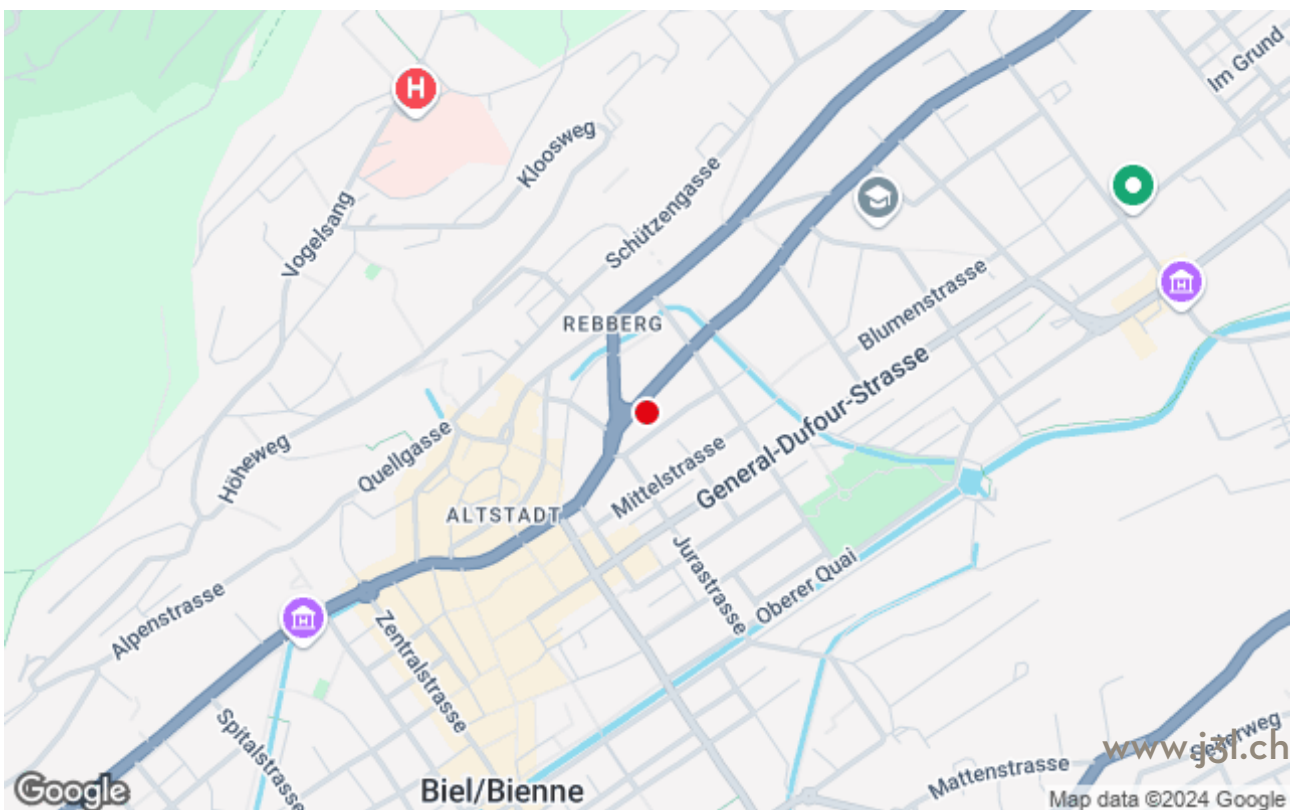 Im Grund
H
Kloosweg
Schützengasse
Vogelsang
Blumenstrasse
REBBERG
General-Dufour-Strasse
Quellgasse
Höheweg
Mittelstrasse
ALTSTADT
Jurastrasse
Oberer Quai
Alpenstrasse
Zentralstrasse
Spitalstrasse
www.j3l.ch
Mattenstrasse
Biel/Bienne
Google
Map data ©2024 Google